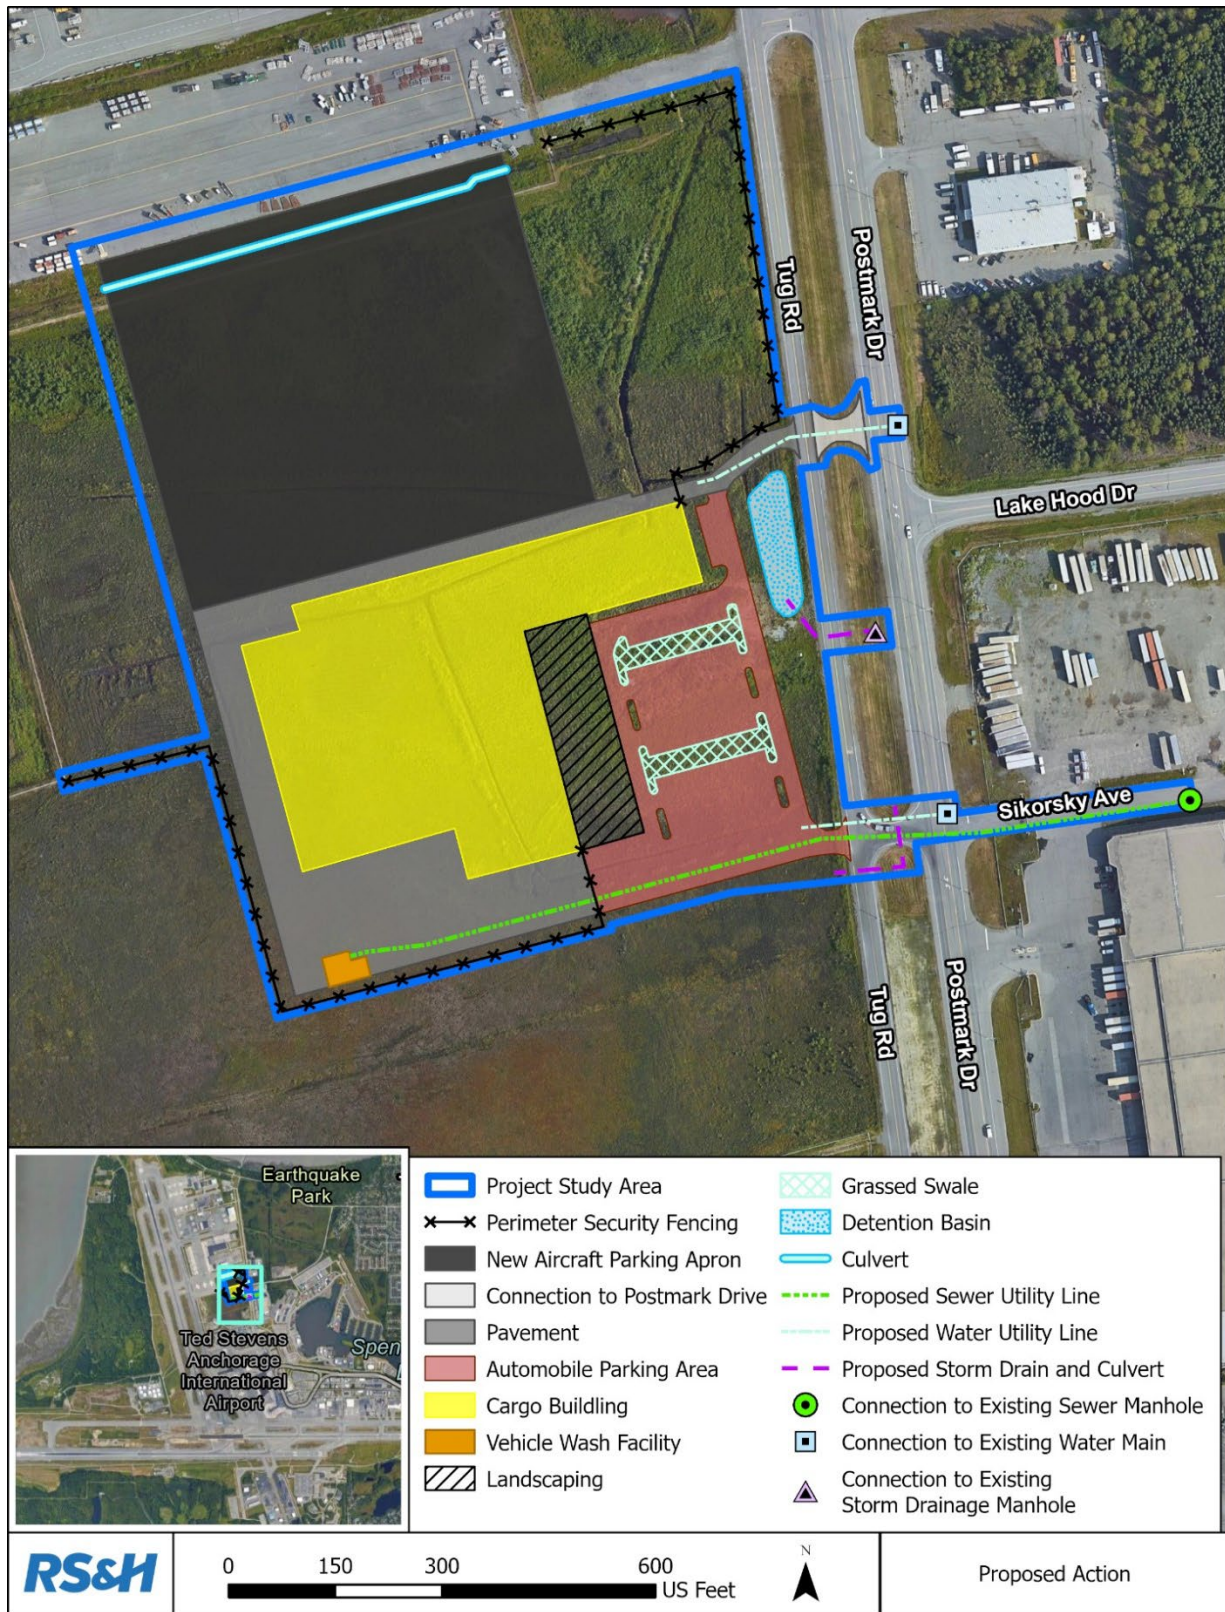 Tug Rd
Postmark Dr
Lake Hood Dr
Sikorsky Ave
Tug Rd
Postmark Dr
Earthquake
Park
Ted Stevens
Anchorage
International
Airport
Spen
Project Study Area
Perimeter Security Fencing
New Aircraft Parking Apron
Connection to Postmark Drive
Pavement
Automobile Parking Area
Cargo Buildling
Vehicle Wash Facility
Landscaping
Grassed Swale
Detention Basin
Culvert
Proposed Sewer Utility Line
Proposed Water Utility Line
Proposed Storm Drain and Culvert
Connection to Existing Sewer Manhole
Connection to Existing Water Main
Connection to Existing
Storm Drainage Manhole
RS&H
0 150 300 600
US Feet
N
Proposed Action